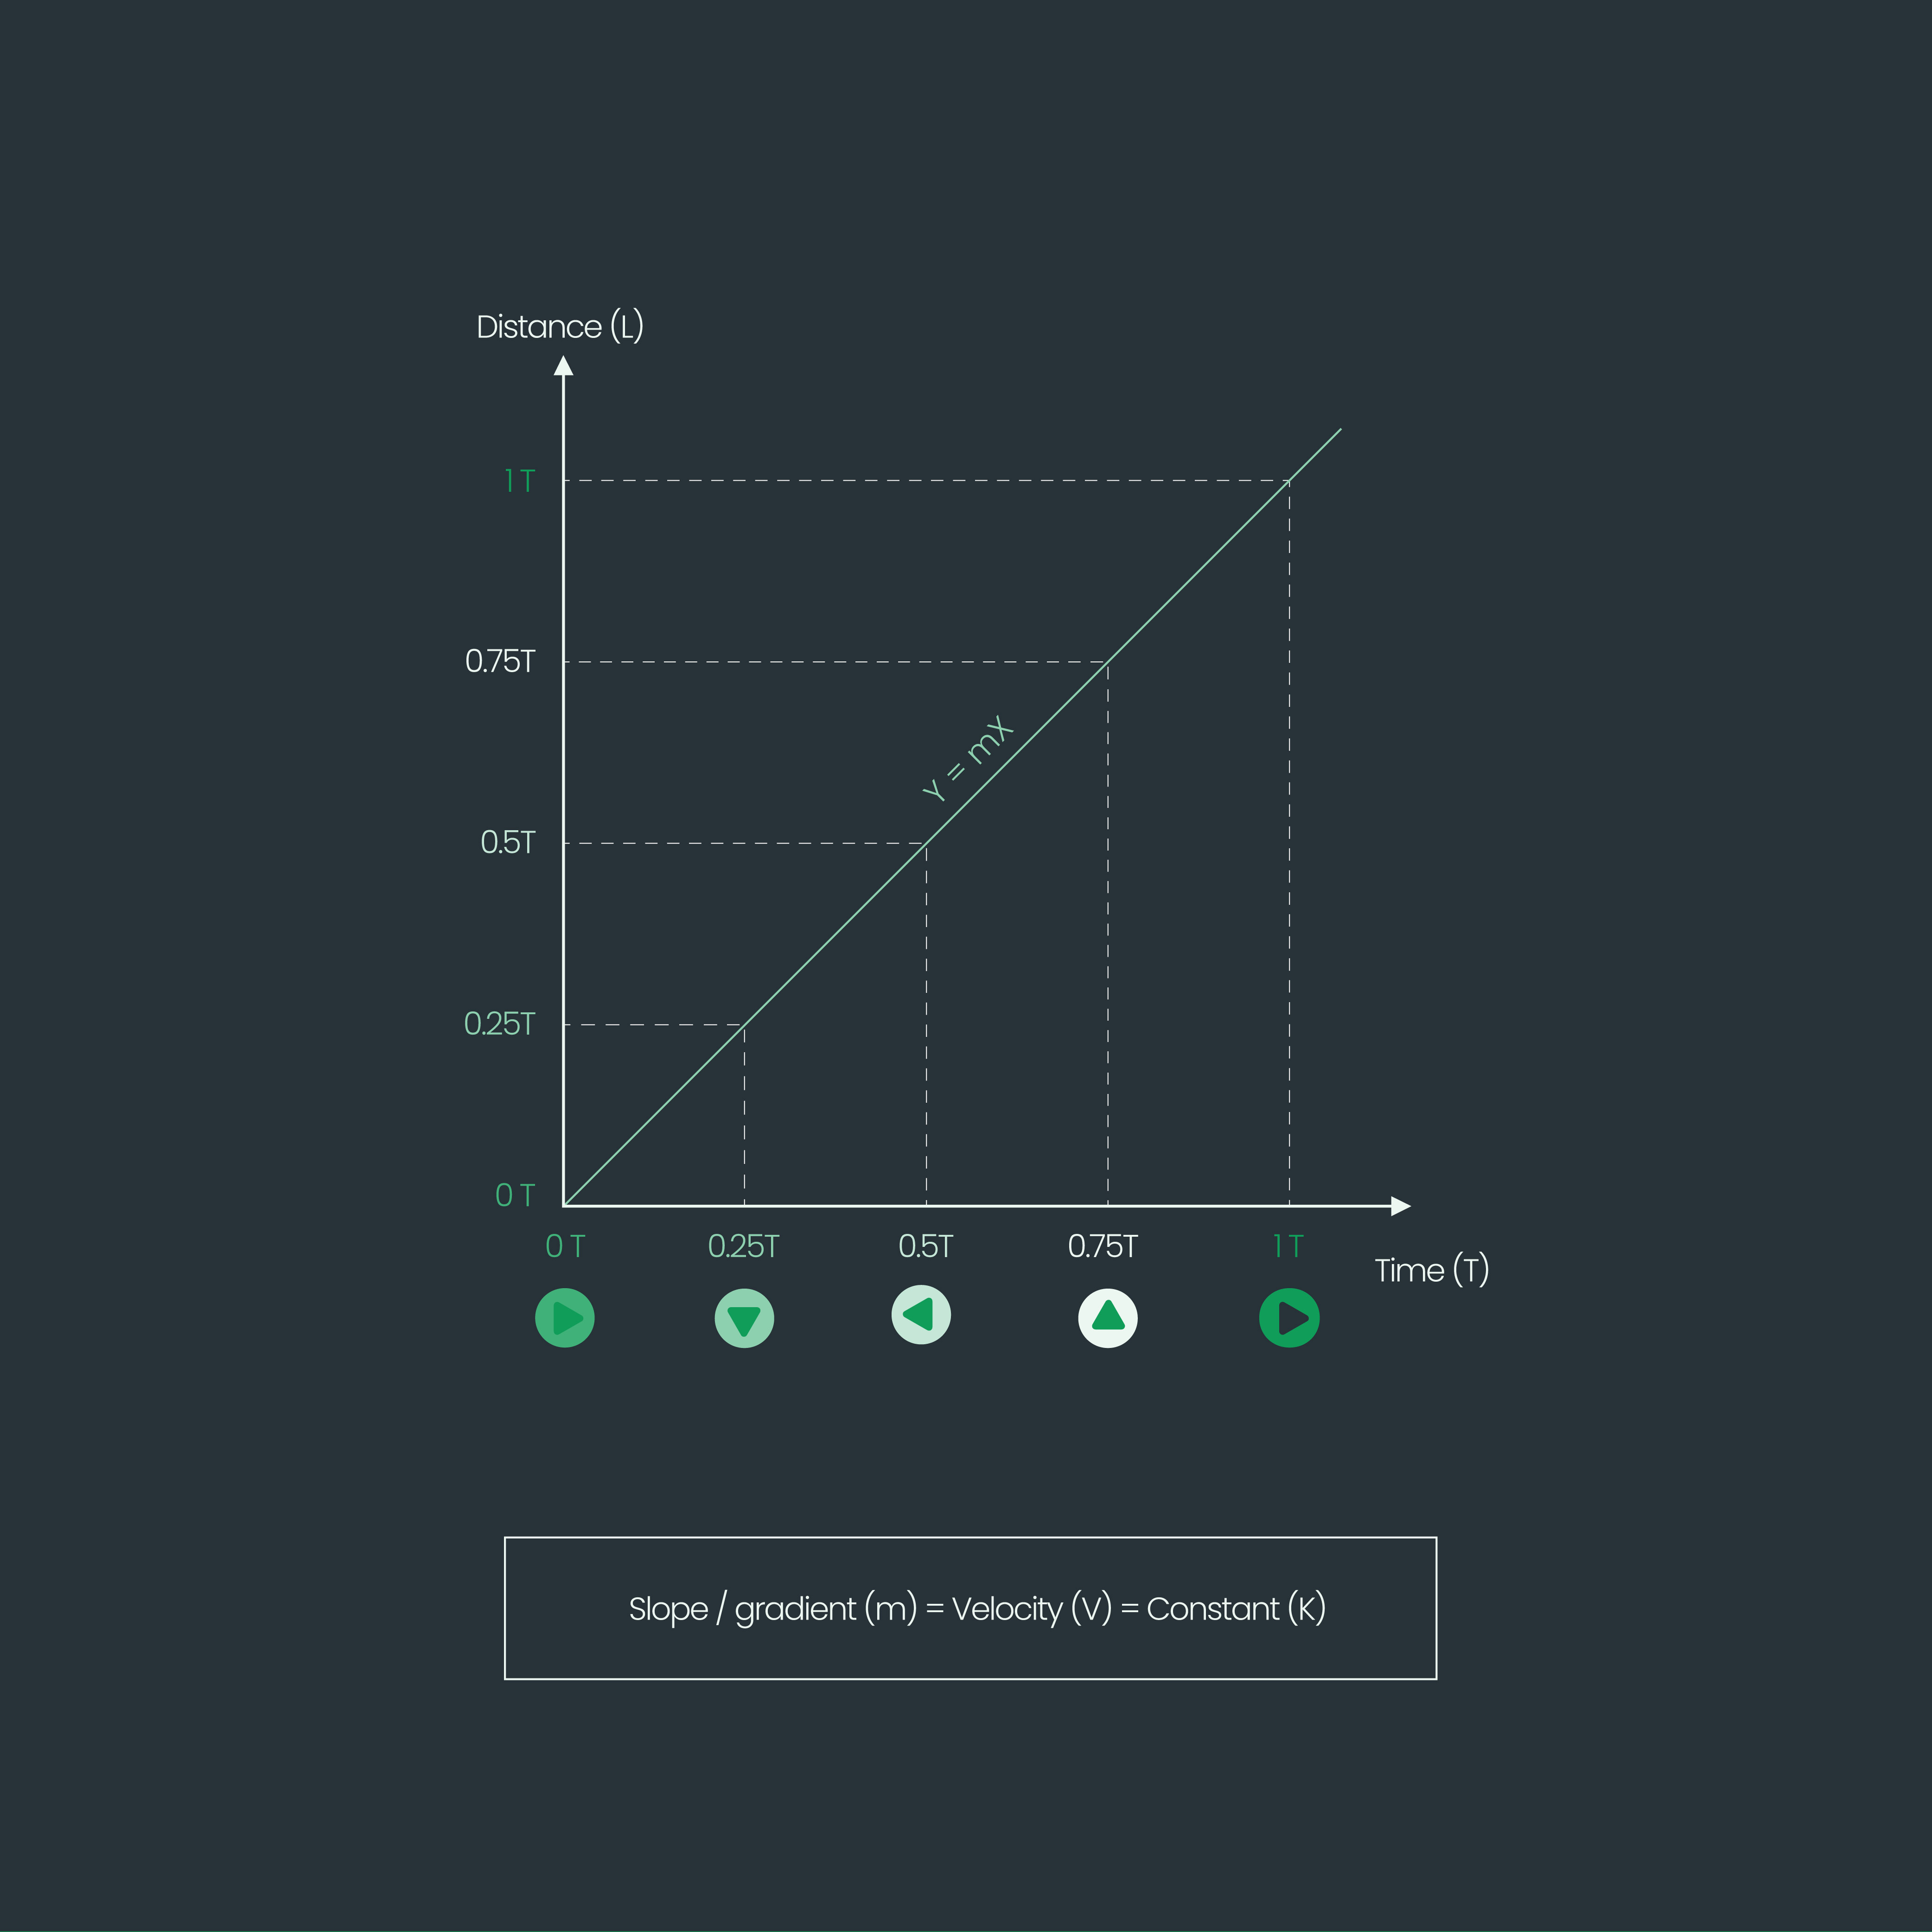 Distance (L)
1 T
0.75T
Y = mX
0.5T
0.25T
0 T
0 T
0.25T
0.5T
0.75T
1 T
Time (T)
Slope / gradient (m) = Velocity (V) = Constant (K)